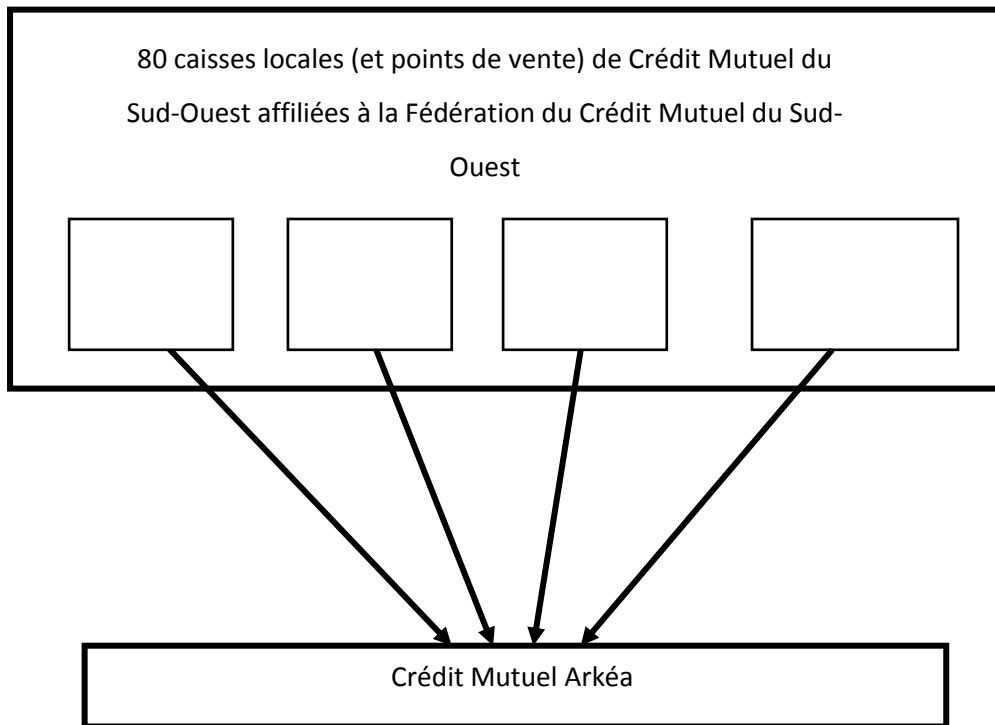 80 caisses locales (et points de vente) de Crédit Mutuel du
Sud-Ouest affiliées à la Fédération du Crédit Mutuel du Sud-
Ouest
Crédit Mutuel Arkéa